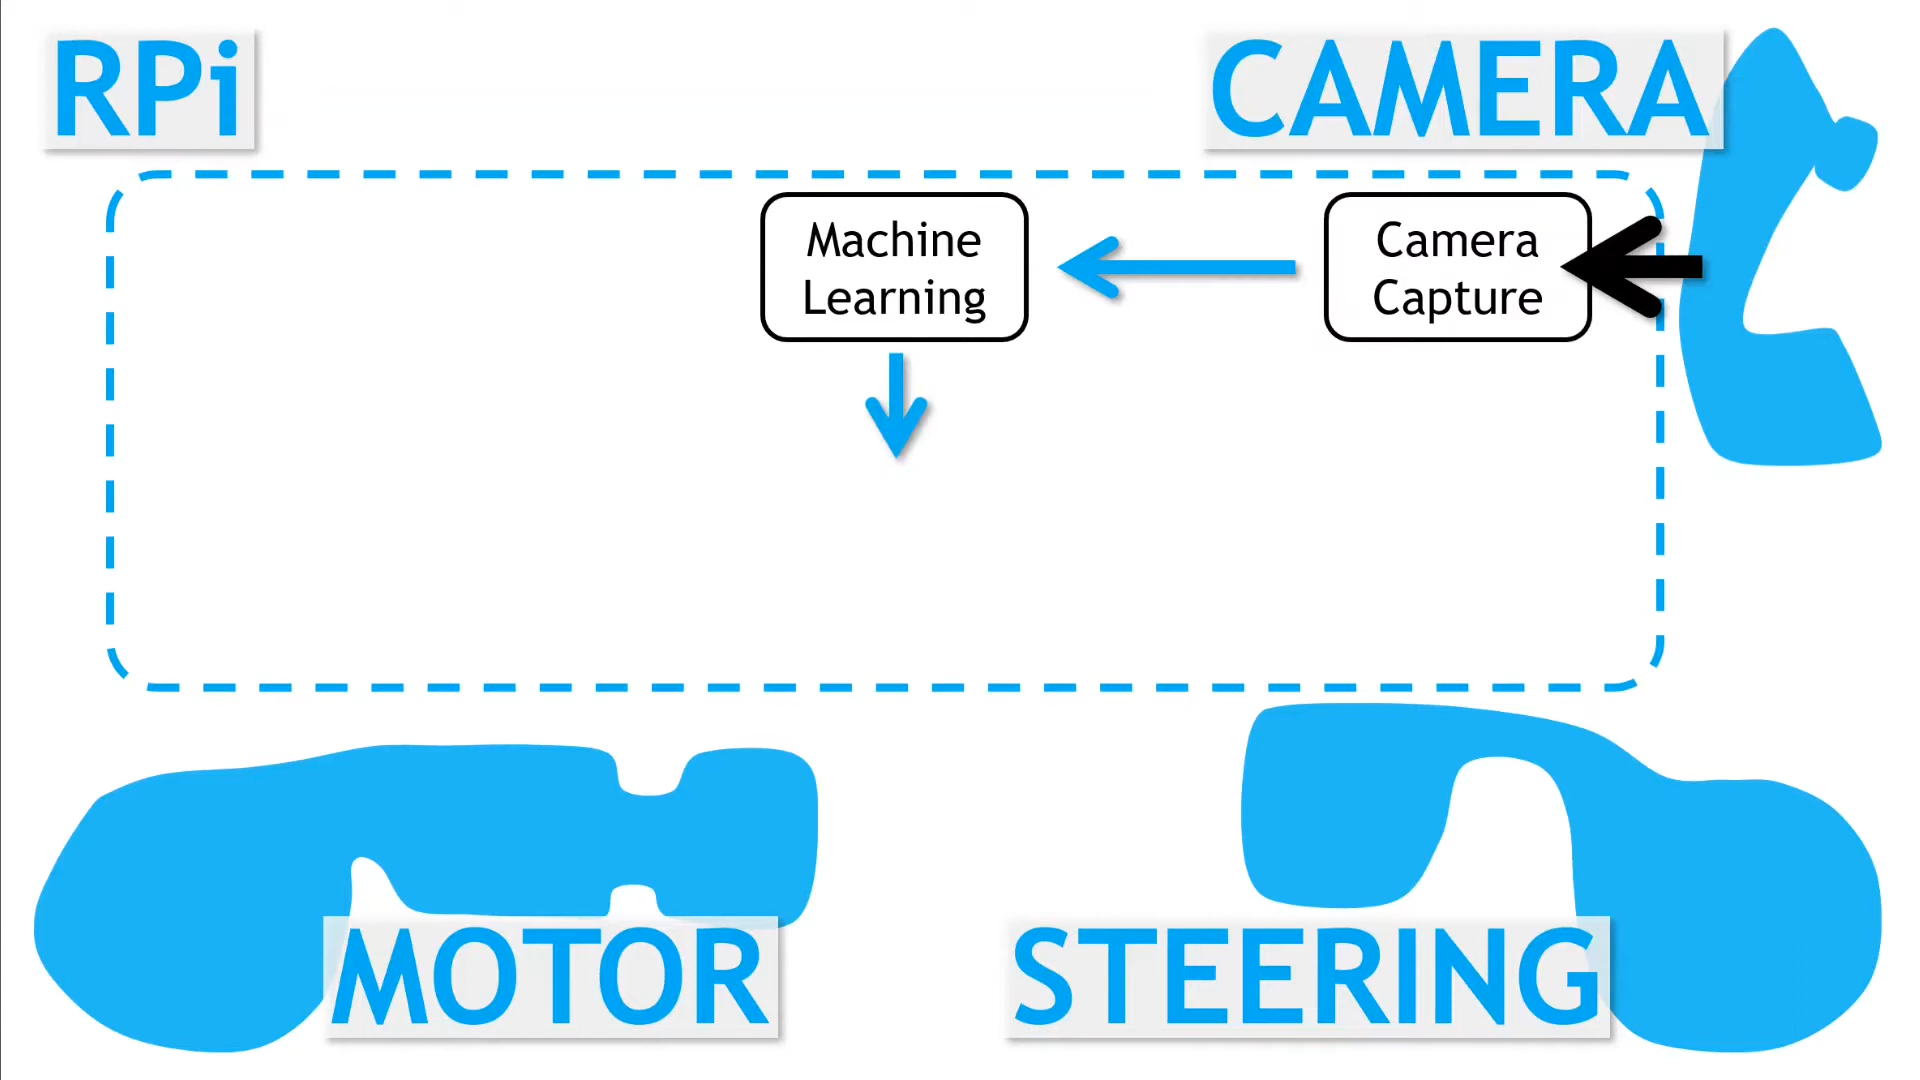 RPi
CAMERA
Machine
Learning
Camera
Capture
MOTOR
STEERING